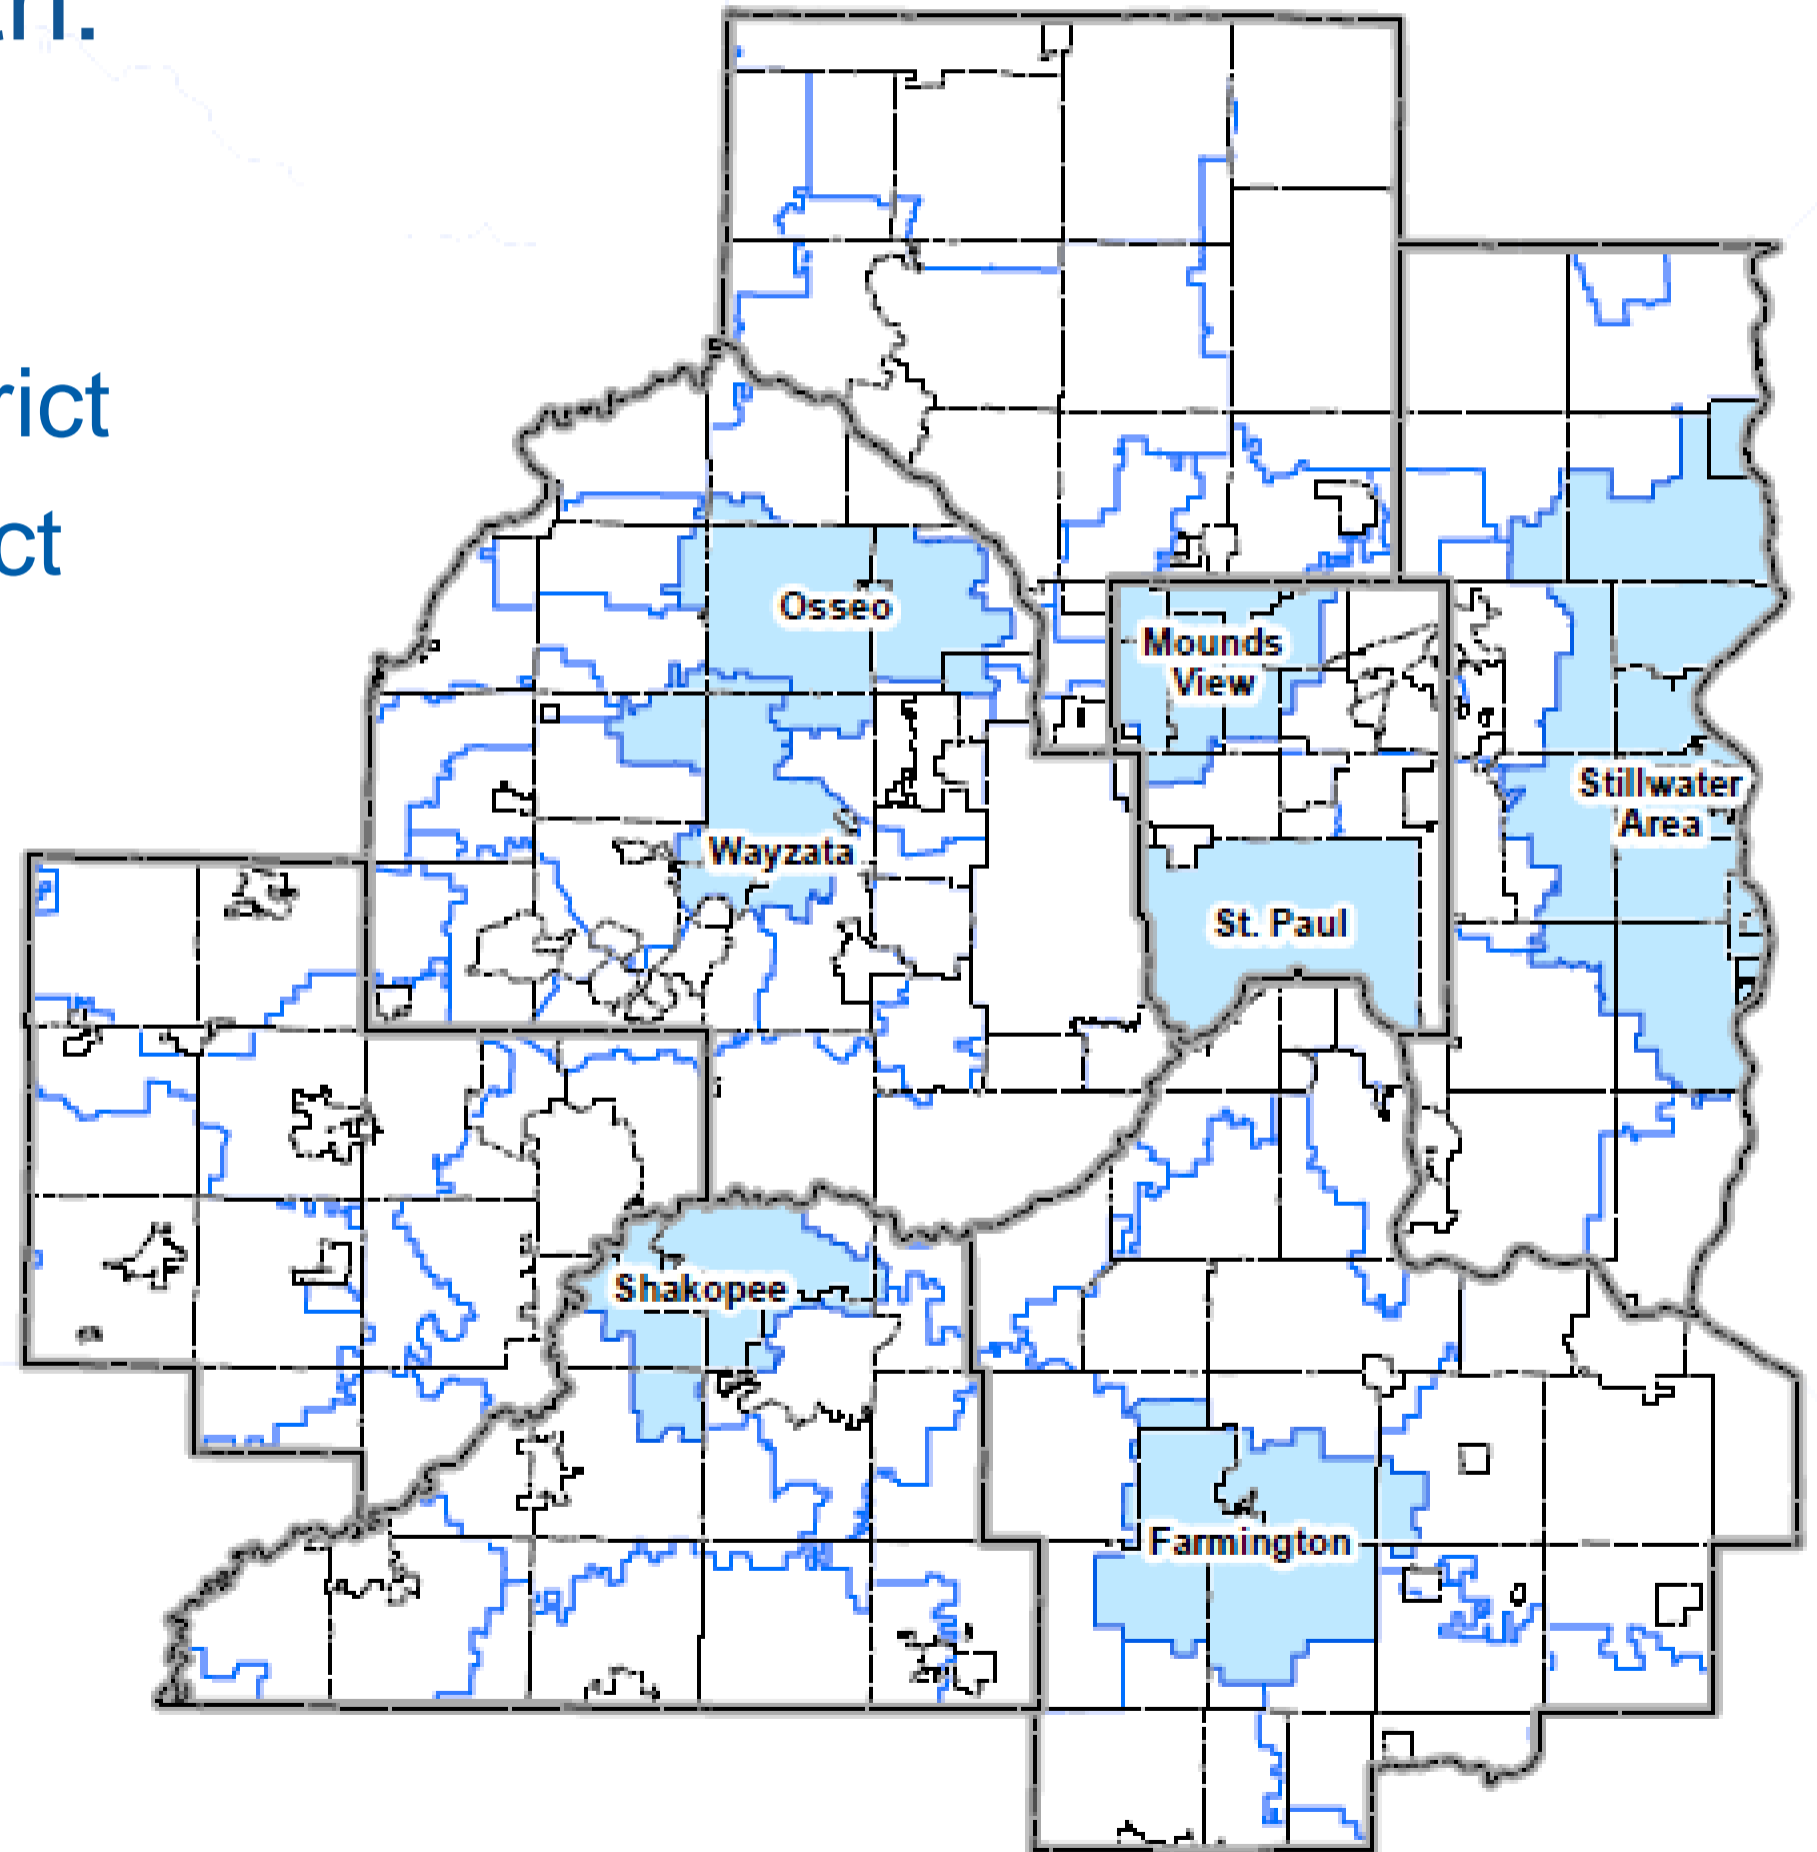 rict
ct
Osseo
Mounds
View
Stillwater
Area
Wayzata
St. Paul
Shakopee
Farmington